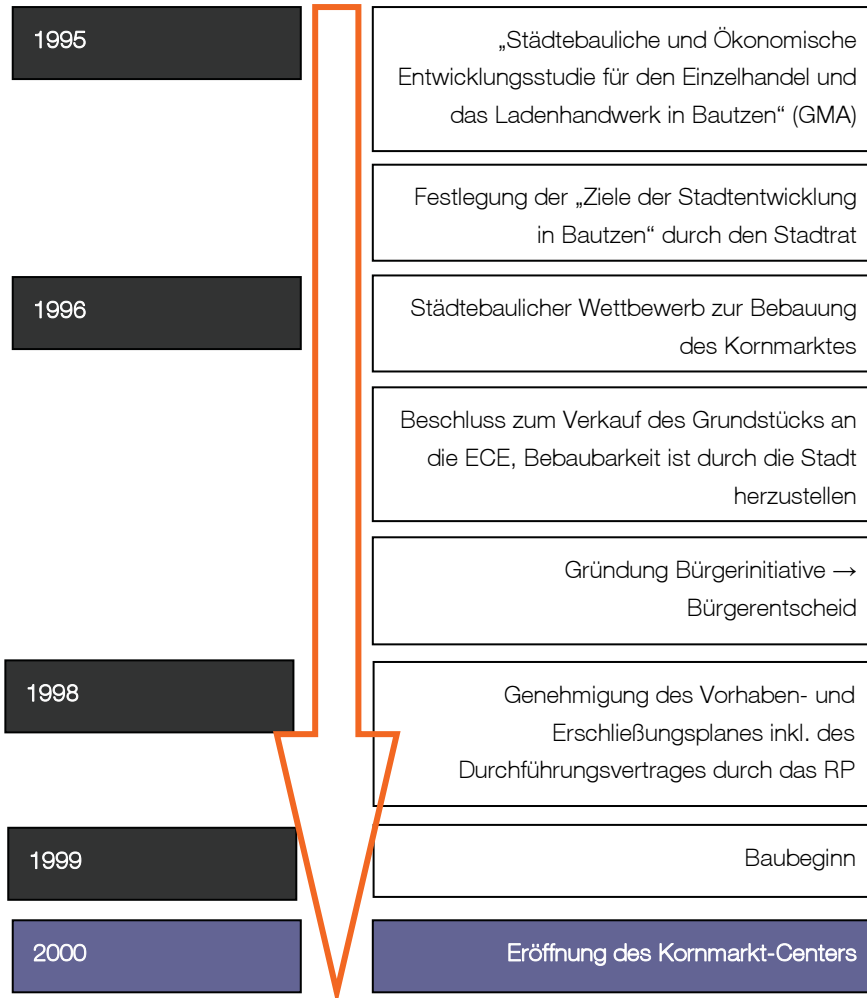 1995
„Städtebauliche und Ökonomische
Entwicklungsstudie für den Einzelhandel und
das Ladenhandwerk in Bautzen“ (GMA)
Festlegung der „Ziele der Stadtentwicklung
in Bautzen“ durch den Stadtrat
1996
Städtebaulicher Wettbewerb zur Bebauung
des Kornmarktes
Beschluss zum Verkauf des Grundstücks an
die ECE, Bebaubarkeit ist durch die Stadt
herzustellen
Gründung Bürgerinitiative →
Bürgerentscheid
1998
Genehmigung des Vorhaben- und
Erschließungsplanes inkl. des
Durchführungsvertrages durch das RP
1999
Baubeginn
2000
Eröffnung des Kornmarkt-Centers